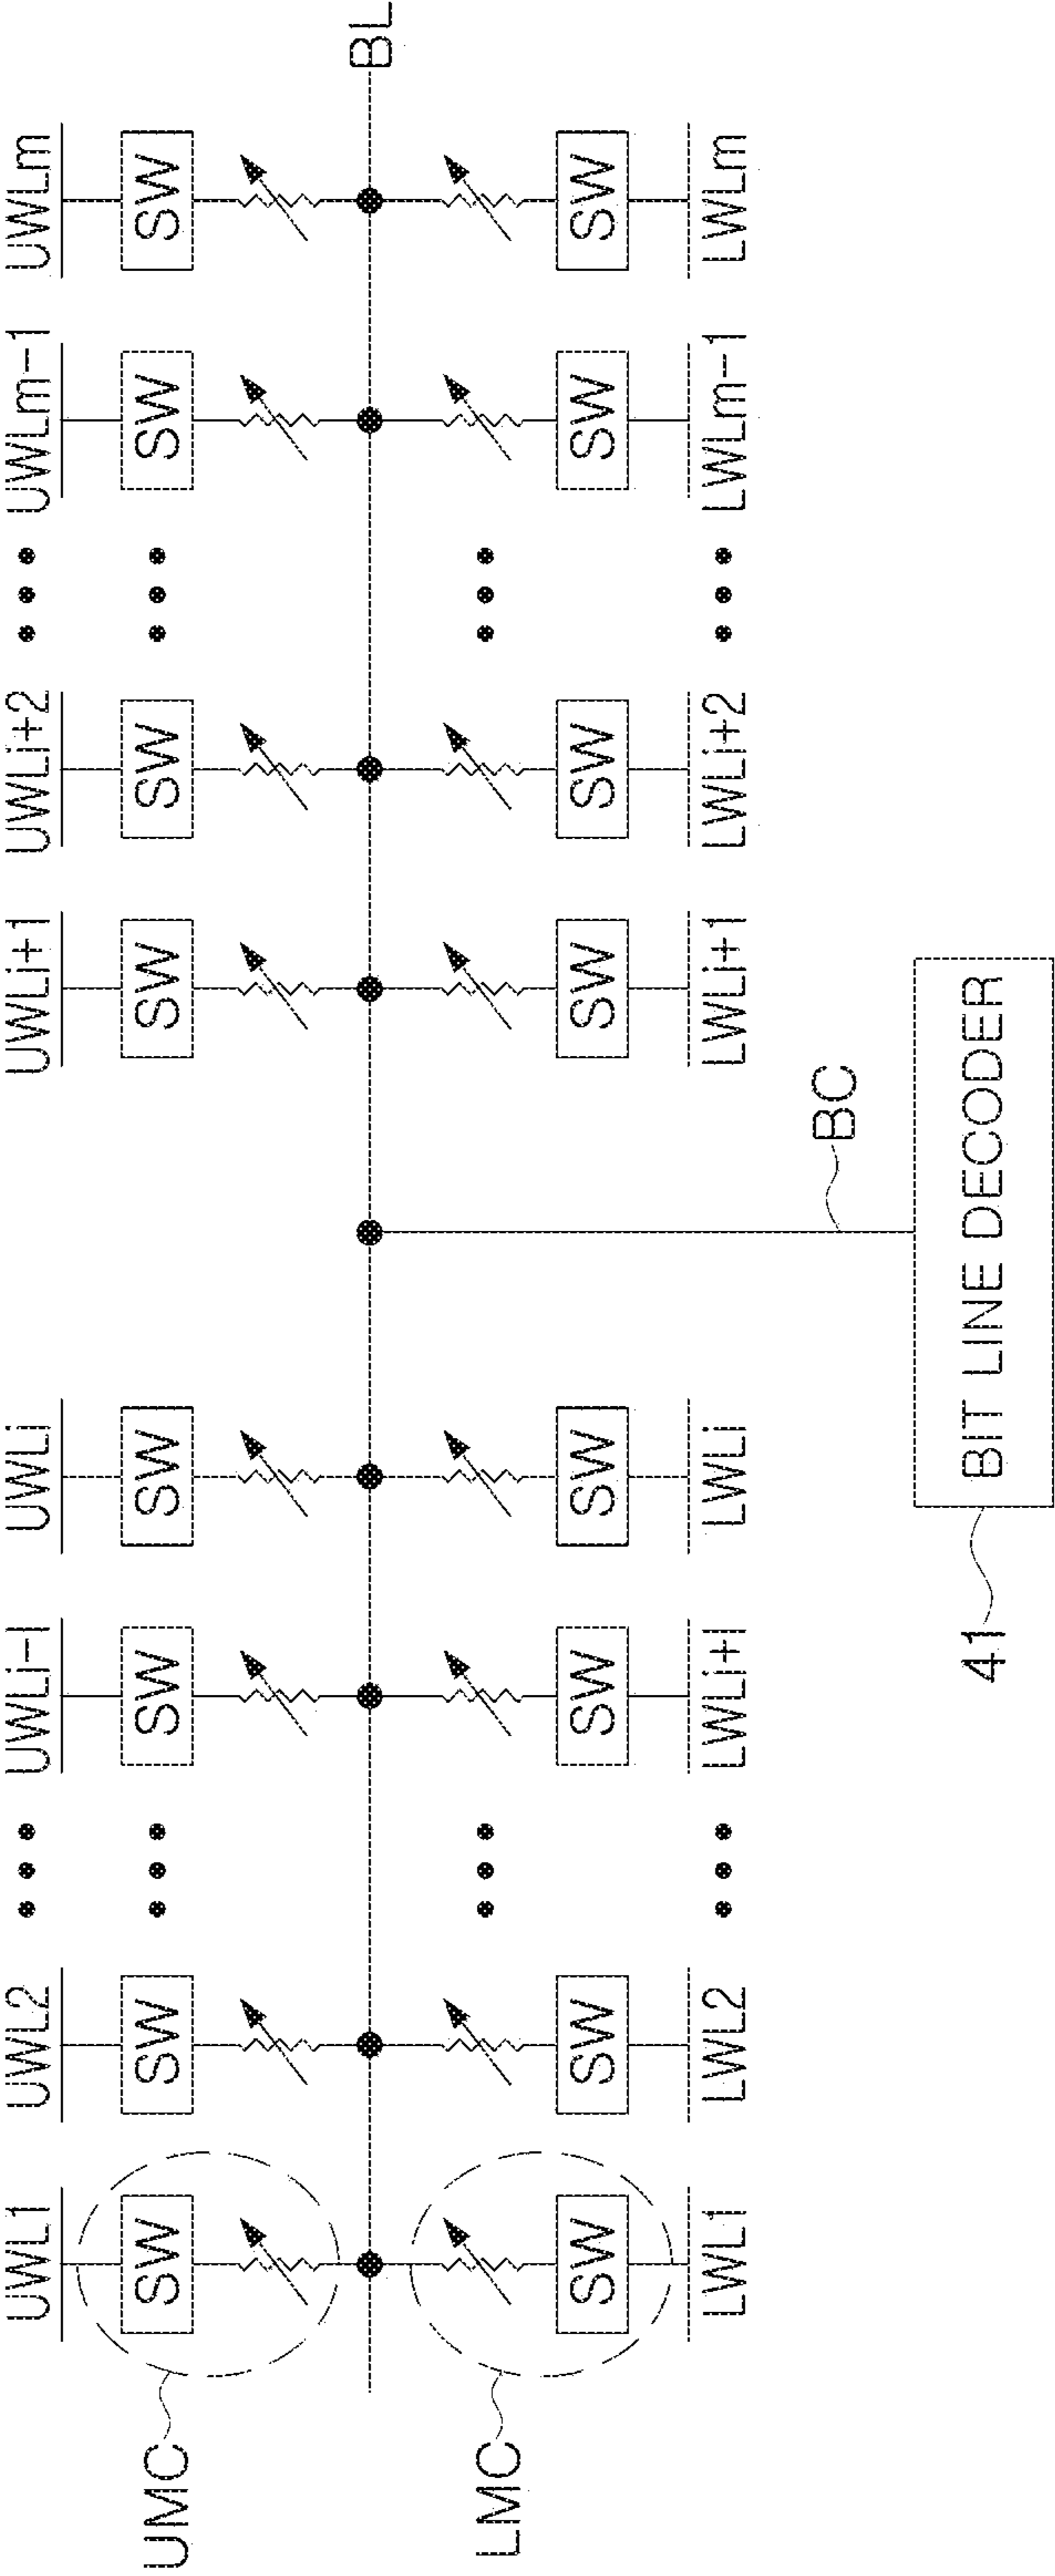 UWL1 UWL2 ••• UWLi-1 UWLi UWLi+1 UWLi+2 ••• UWLm-1 UWLm
UMC SW SW ••• SW SW SW SW ••• SW SW
BL
LMC SW SW ••• SW SW SW SW ••• SW SW
LWL1 LWL2 ••• LWLi+1 LWLi LWLi+1 LWLi+2 ••• LWLm-1 LWLm
BC
41 BIT LINE DECODER